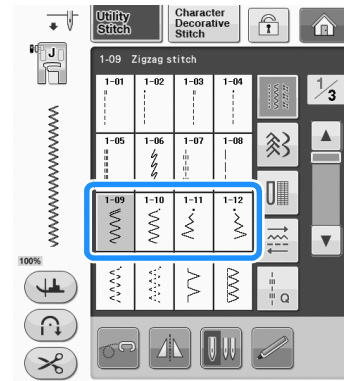 Utility
Stitch
Character
Decorative
Stitch
J
1-09 Zigzag stitch
1/3
1-01 1-02 1-03 1-04
1-05 1-06 1-07 1-08
1-09 1-10 1-11 1-12
100%
Q